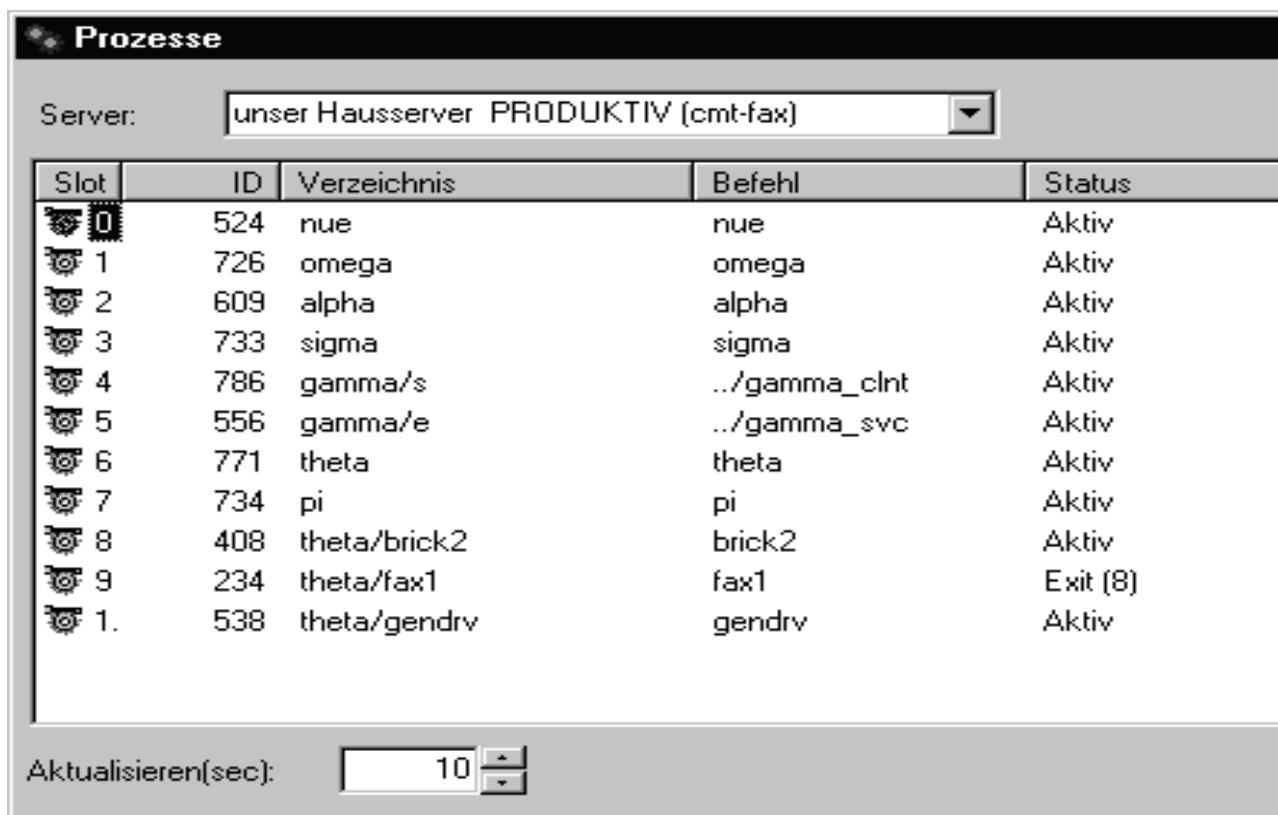 Prozesse
Server: unser Hausserver PRODUKTIV (cmt-fax)
Slot ID Verzeichnis Befehl Status
0 524 nue nue Aktiv
1 726 omega omega Aktiv
2 609 alpha alpha Aktiv
3 733 sigma sigma Aktiv
4 786 gamma/s ../gamma_clnt Aktiv
5 556 gamma/e ../gamma_svc Aktiv
6 771 theta theta Aktiv
7 734 pi pi Aktiv
8 408 theta/brick2 brick2 Aktiv
9 234 theta/fax1 fax1 Exit (8)
1. 538 theta/gendrv gendrv Aktiv
Aktualisieren(sec): 10